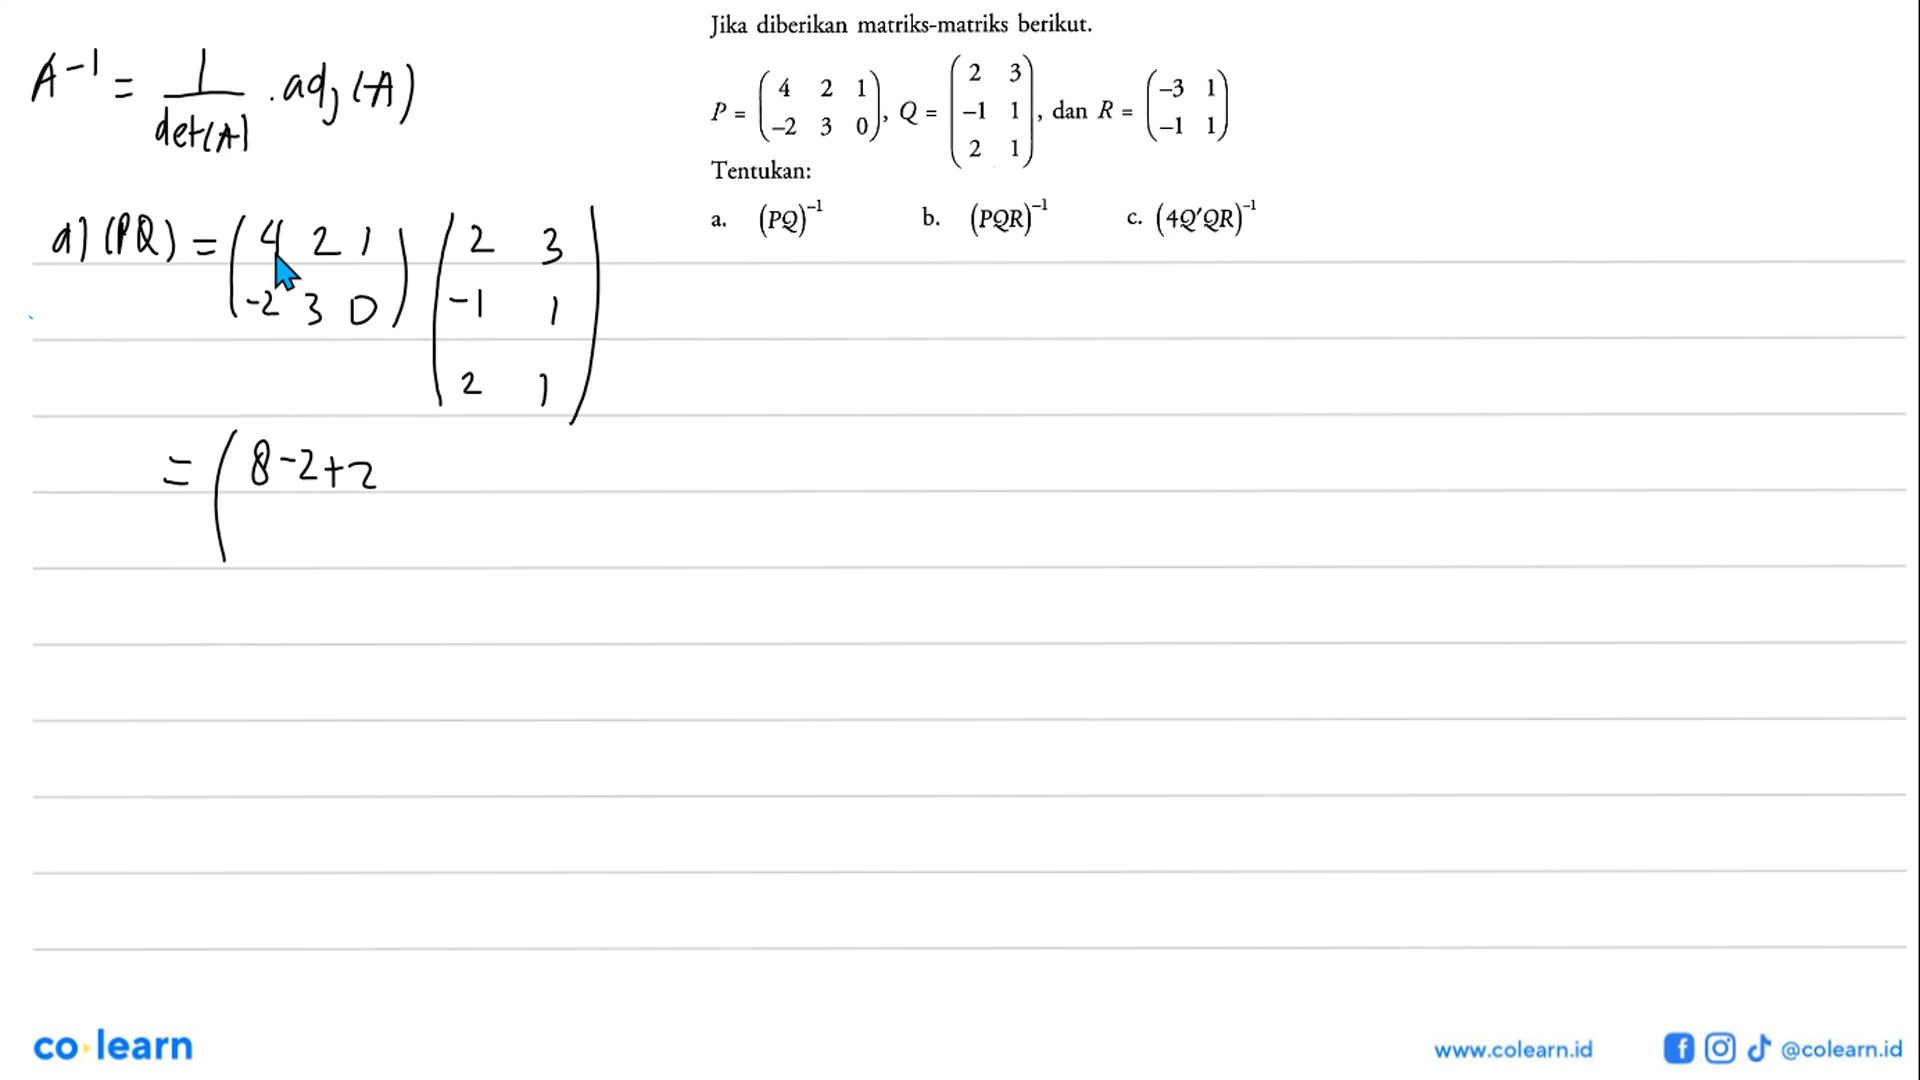 Jika diberikan matriks-matriks berikut.
P = (4 2 1 -2 3 0), Q = (2 3 -1 1 2 1), dan R = (-3 1 -1 1)
Tentukan:
a. (PQ)^-1 b. (PQR)^-1 c. (4Q'QR)^-1
A^-1 = 1/det(A) . adj(A)
a) (PQ) = (4 2 1 -2 3 0) (2 3 -1 1 2 1)
= (8-2+2
co learn
www.colearn.id @colearn.id